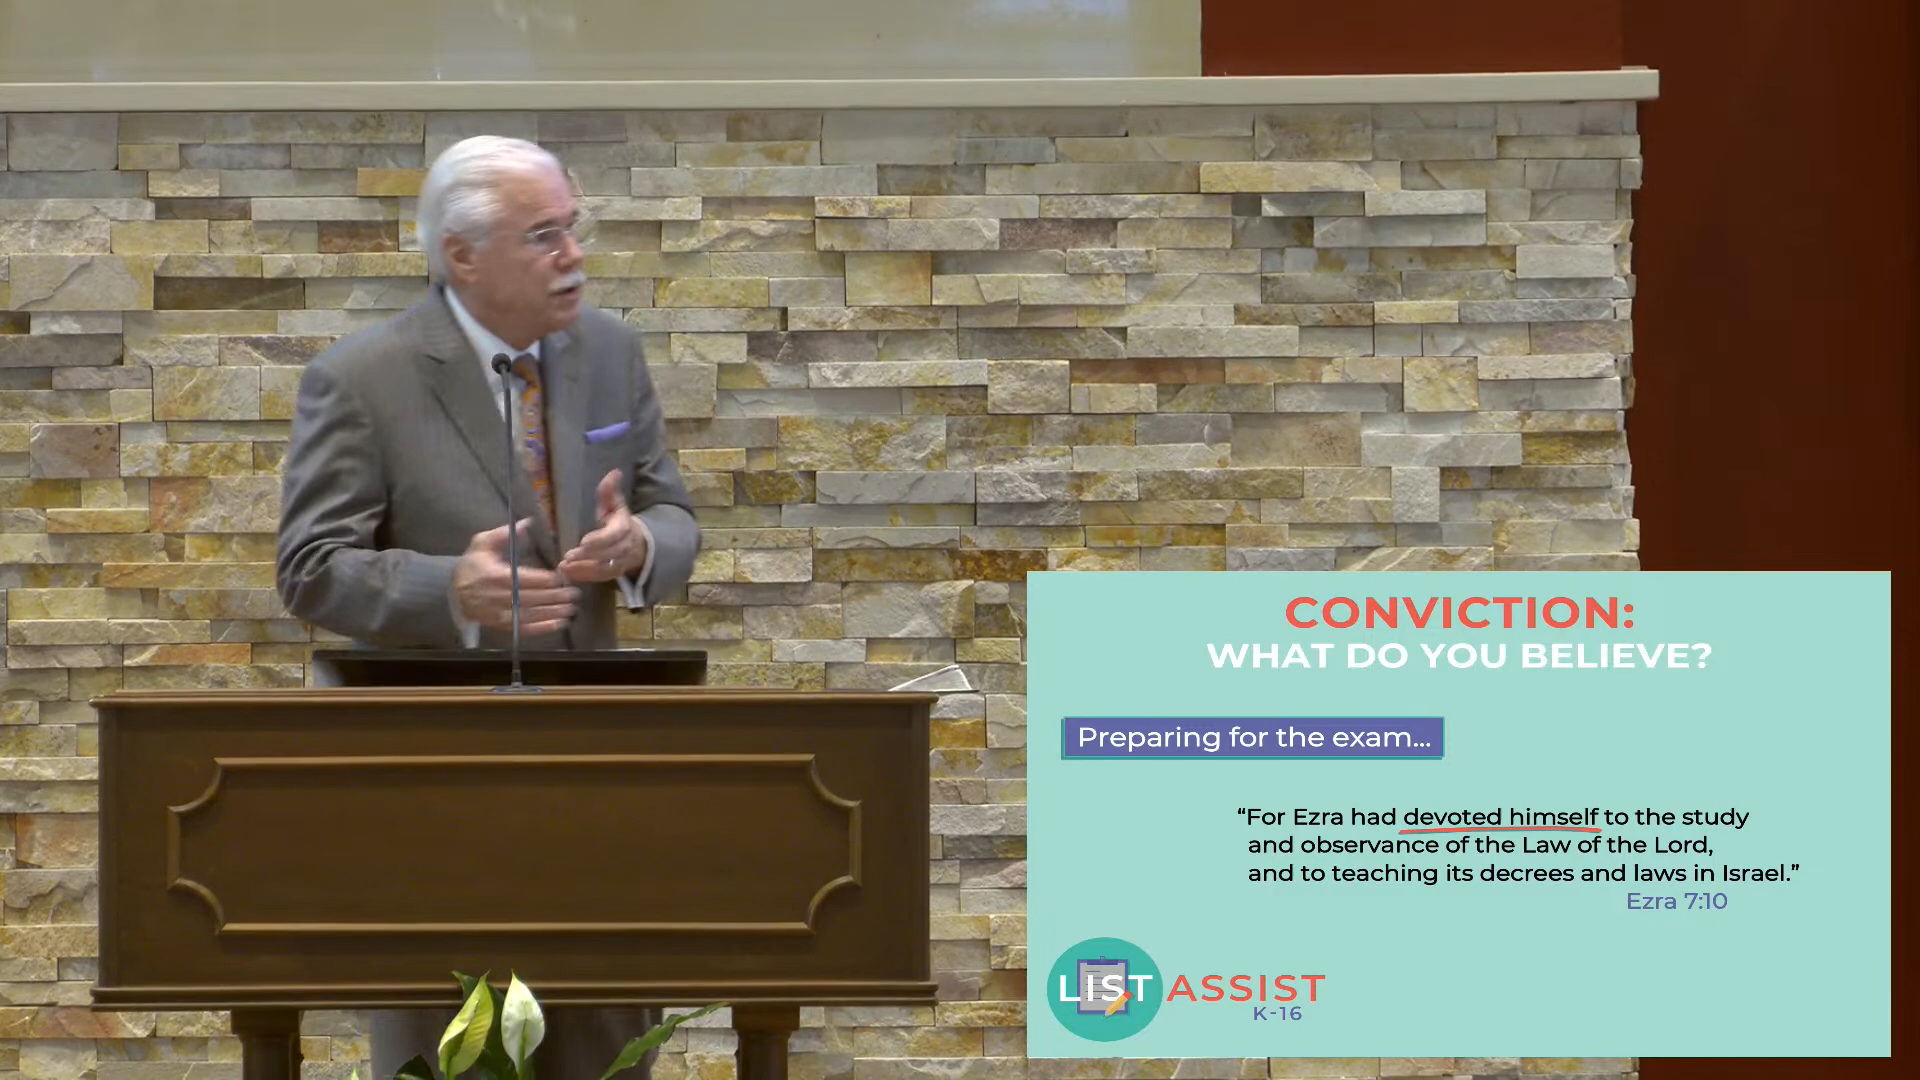 CONVICTION:
WHAT DO YOU BELIEVE?
Preparing for the exam...
“For Ezra had devoted himself to the study
and observance of the Law of the Lord,
and to teaching its decrees and laws in Israel.”
Ezra 7:10
LIST ASSIST
K-16